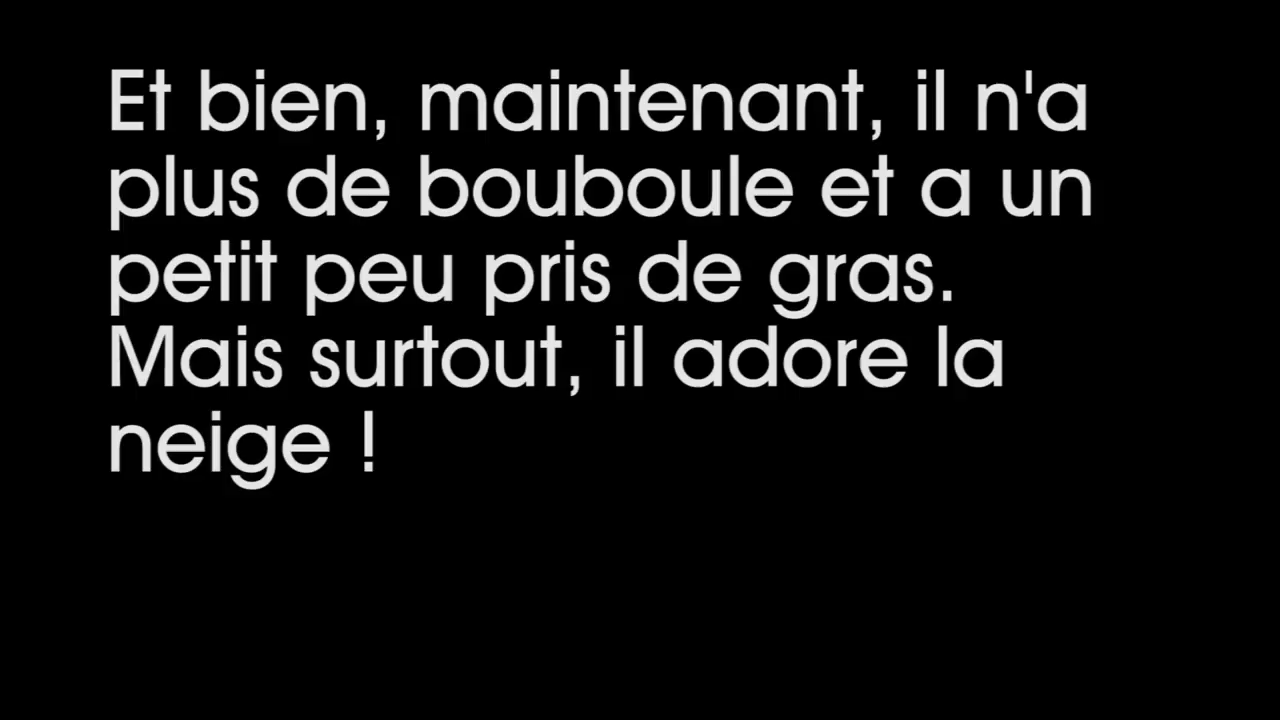 Et bien, maintenant, il n'a
plus de bouboule et a un
petit peu pris de gras.
Mais surtout, il adore la
neige !